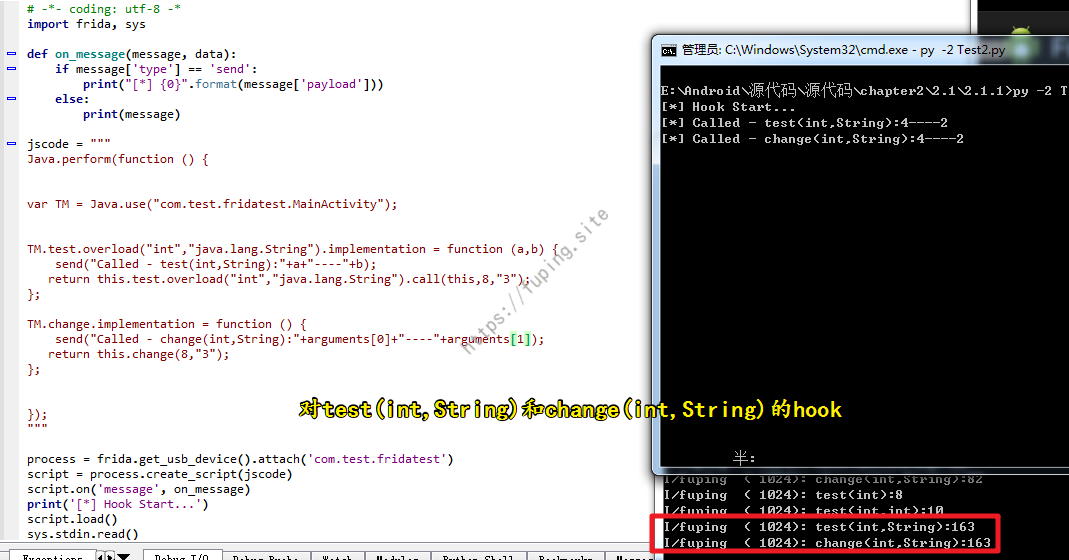 # -*- coding: utf-8 -*
import frida, sys
def on_message(message, data):
if message['type'] == 'send':
print("[*] {0}".format(message['payload']))
else:
print(message)
jscode = """
Java.perform(function () {
var TM = Java.use("com.test.fridatest.MainActivity");
TM.test.overload("int","java.lang.String").implementation = function (a,b) {
send("Called - test(int,String):"+a+"----"+b);
return this.test.overload("int","java.lang.String").call(this,8,"3");
};
TM.change.implementation = function () {
send("Called - change(int,String):"+arguments[0]+"----"+arguments[1]);
return this.change(8,"3");
};
});
"""
process = frida.get_usb_device().attach('com.test.fridatest')
script = process.create_script(jscode)
script.on('message', on_message)
print('[*] Hook Start...')
script.load()
sys.stdin.read()
Exceptions
Debug I/O
Debug Probe
Watch
Modules
Python Shell
Bookmarks
管理员: C:\Windows\System32\cmd.exe - py -2 Test2.py
E:\Android\源代码\源代码\chapter2\2.1\2.1.1>py -2 T
[*] Hook Start...
[*] Called - test(int,String):4----2
[*] Called - change(int,String):4----2
半:
https://fuping.site
对test(int,String)和change(int,String)的hook
I/fuping ( 1024): change(int,String):82
I/fuping ( 1024): test(int):8
I/fuping ( 1024): test(int,int):10
I/fuping ( 1024): test(int,String):163
I/fuping ( 1024): change(int,String):163